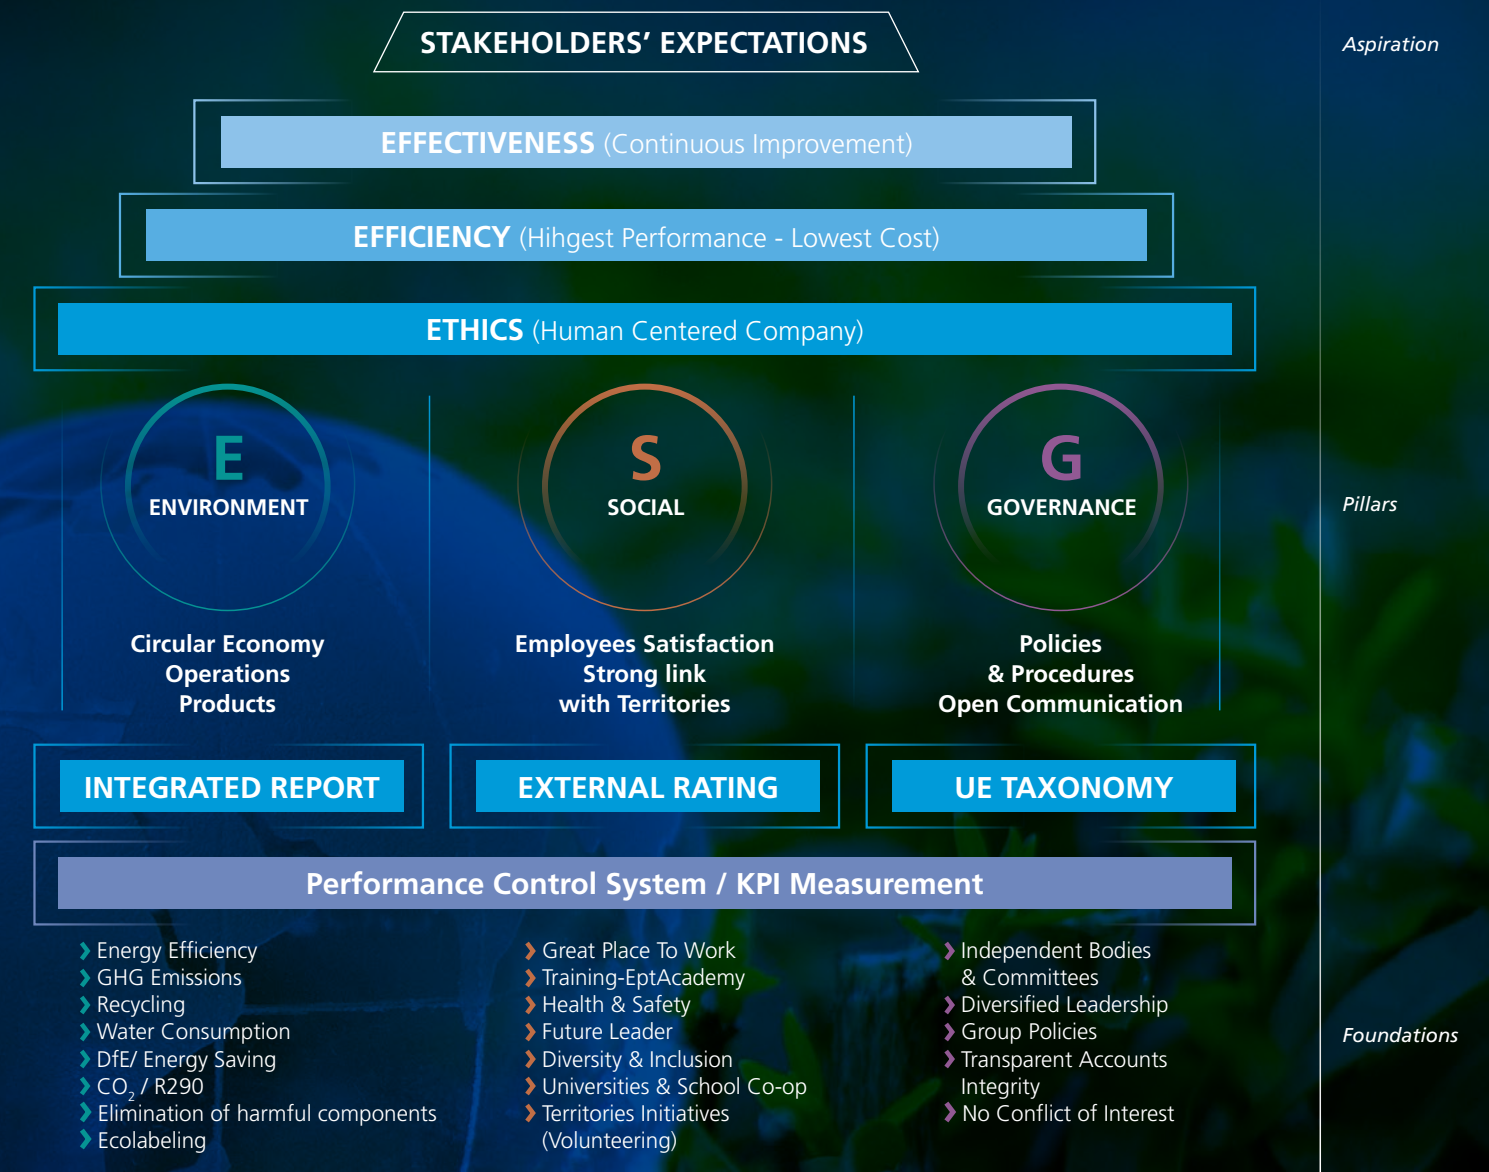 STAKEHOLDERS’ EXPECTATIONS
Aspiration
EFFECTIVENESS (Continuous Improvement)
EFFICIENCY (Hihgest Performance - Lowest Cost)
ETHICS (Human Centered Company)
E
ENVIRONMENT
S
SOCIAL
G
GOVERNANCE
Pillars
Circular Economy
Operations
Products
Employees Satisfaction
Strong link
with Territories
Policies
& Procedures
Open Communication
INTEGRATED REPORT
EXTERNAL RATING
UE TAXONOMY
Performance Control System / KPI Measurement
Energy Efficiency
GHG Emissions
Recycling
Water Consumption
DfE/ Energy Saving
CO2 / R290
Elimination of harmful components
Ecolabeling
Great Place To Work
Training-EptAcademy
Health & Safety
Future Leader
Diversity & Inclusion
Universities & School Co-op
Territories Initiatives
(Volunteering)
Independent Bodies
& Committees
Diversified Leadership
Group Policies
Transparent Accounts
Integrity
No Conflict of Interest
Foundations